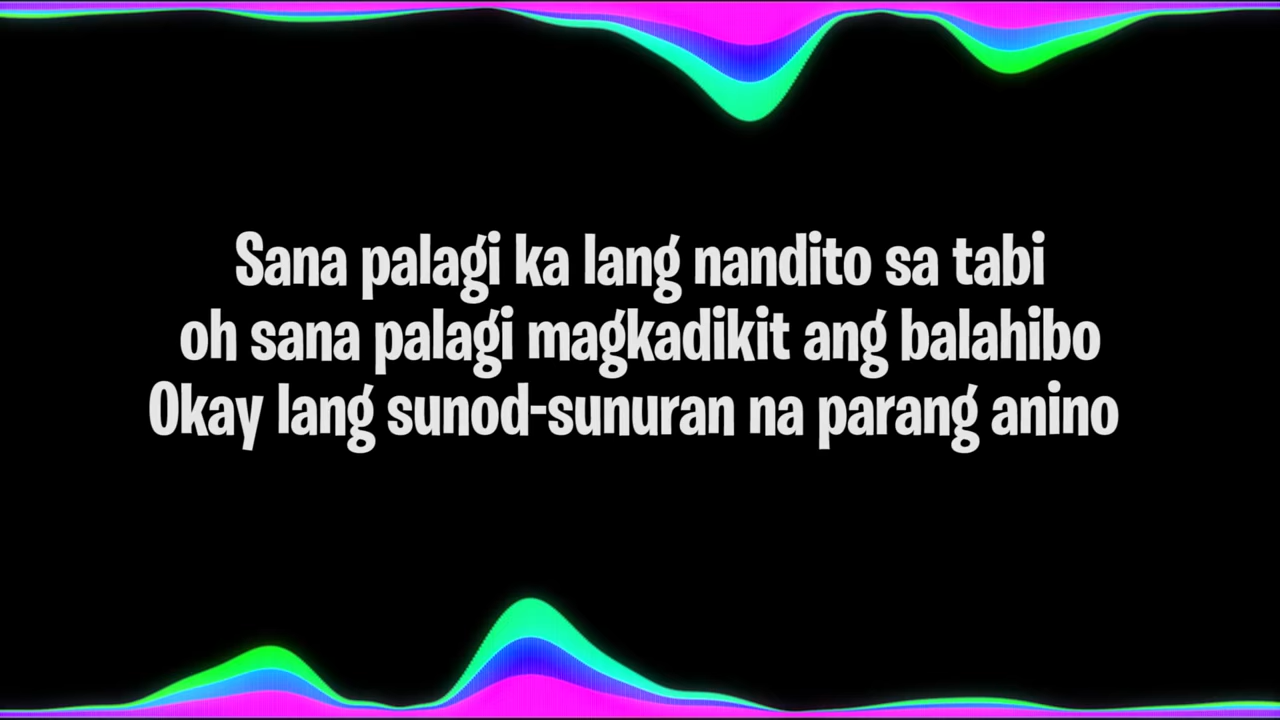 Sana palagi ka lang nandito sa tabi
oh sana palagi magkadikit ang balahibo
Okay lang sunod-sunuran na parang anino